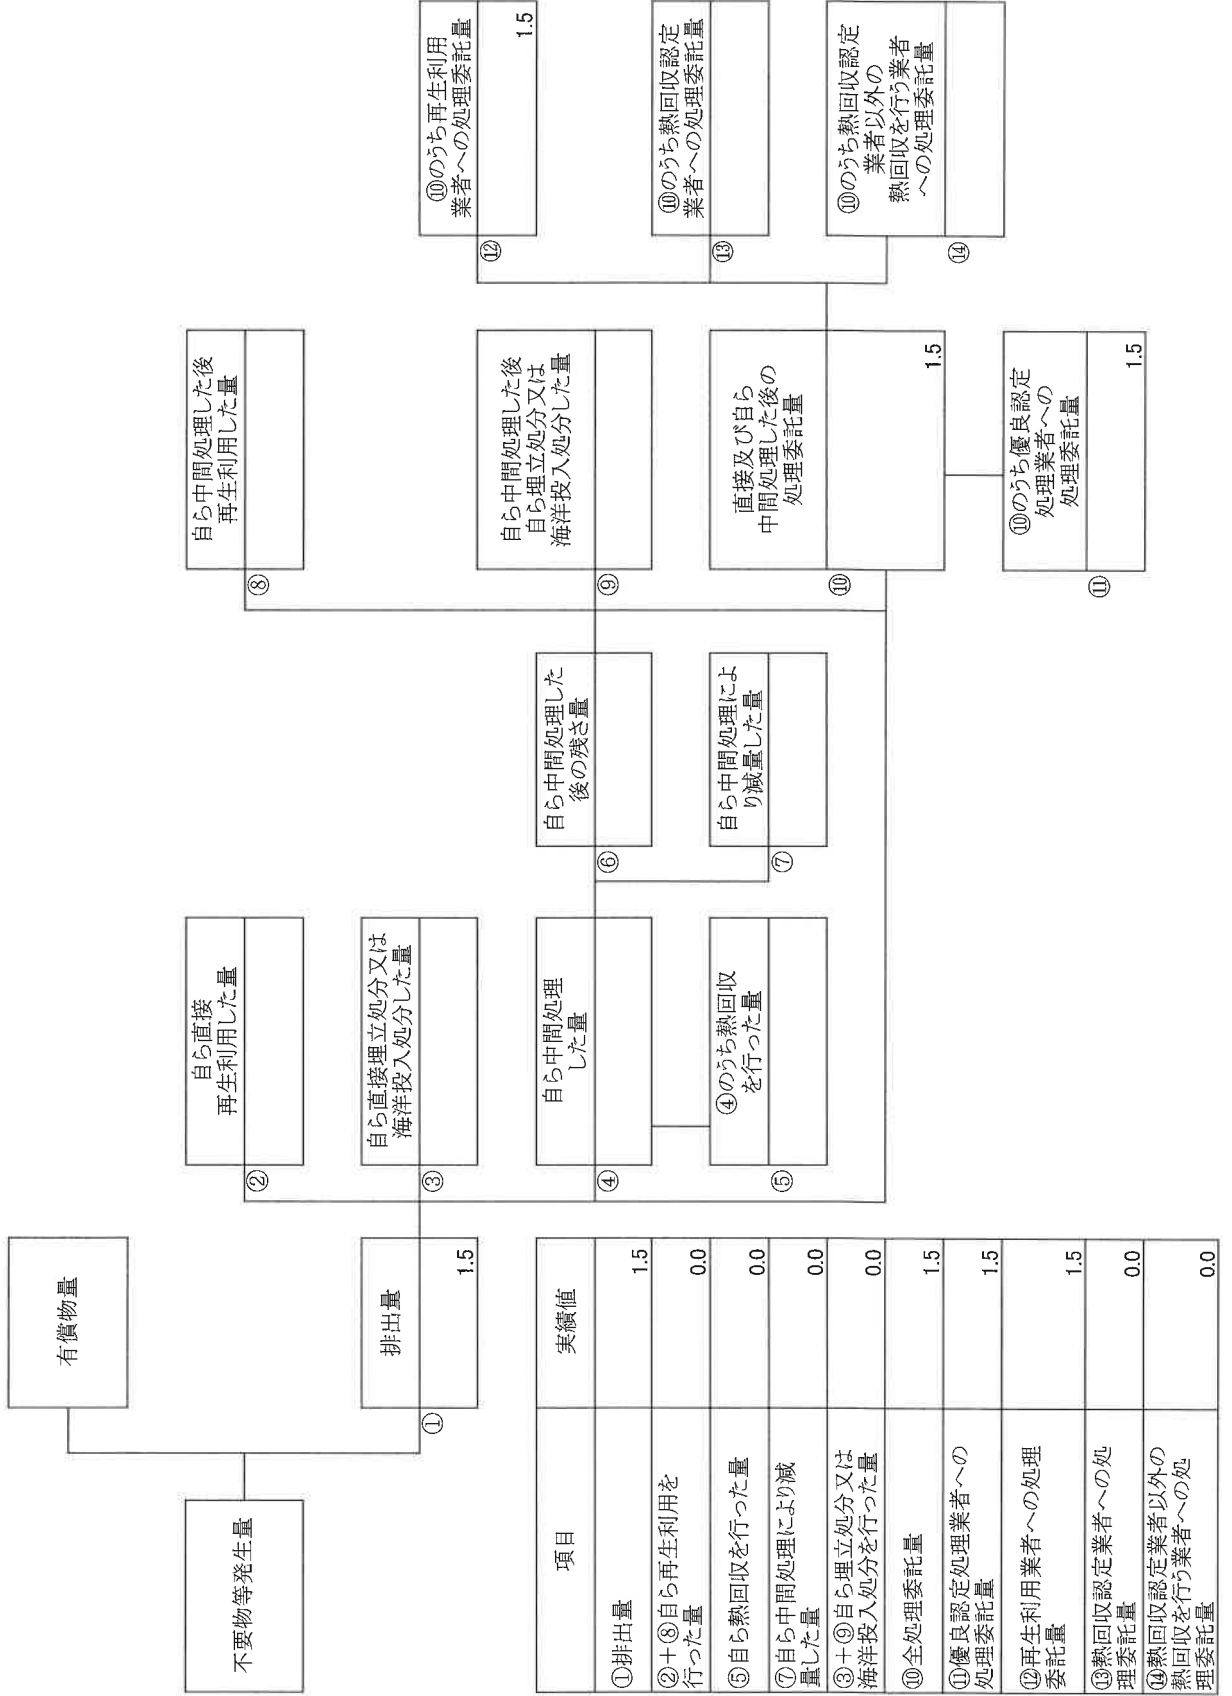 不要物等発生量
有償物量
①
排出量
1.5
②
自ら直接
再生利用した量
③
自ら直接埋立処分又は
海洋投入処分した量
④
自ら中間処理
した量
⑤
④のうち熱回収
を行った量
⑥
自ら中間処理した
後の残さ量
⑦
自ら中間処理によ
り減量した量
⑧
自ら中間処理した後
再生利用した量
⑨
自ら中間処理した後
自ら埋立処分又は
海洋投入処分した量
⑩
直接及び自ら
中間処理した後の
処理委託量
1.5
⑪
⑩のうち優良認定
処理業者への
処理委託量
1.5
⑫
⑩のうち再生利用
業者への処理委託量
1.5
⑬
⑩のうち熱回収認定
業者への処理委託量
⑭
⑩のうち熱回収認定
業者以外の
熱回収を行う業者
への処理委託量
項目
実績値
①排出量
1.5
②+⑧自ら再生利用を
行った量
0.0
⑤自ら熱回収を行った量
0.0
⑦自ら中間処理により減
量した量
0.0
③+⑨自ら埋立処分又は
海洋投入処分を行った量
0.0
⑩全処理委託量
1.5
⑪優良認定処理業者への
処理委託量
1.5
⑫再生利用業者への処理
委託量
1.5
⑬熱回収認定業者への処
理委託量
0.0
⑭熱回収認定業者以外の
熱回収を行う業者への処
理委託量
0.0